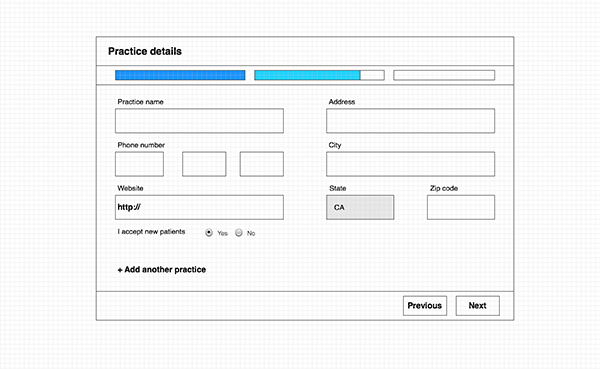 Practice details
Practice name
Address
Phone number
City
Website
State
Zip code
http://
CA
I accept new patients Yes No
+ Add another practice
Previous Next